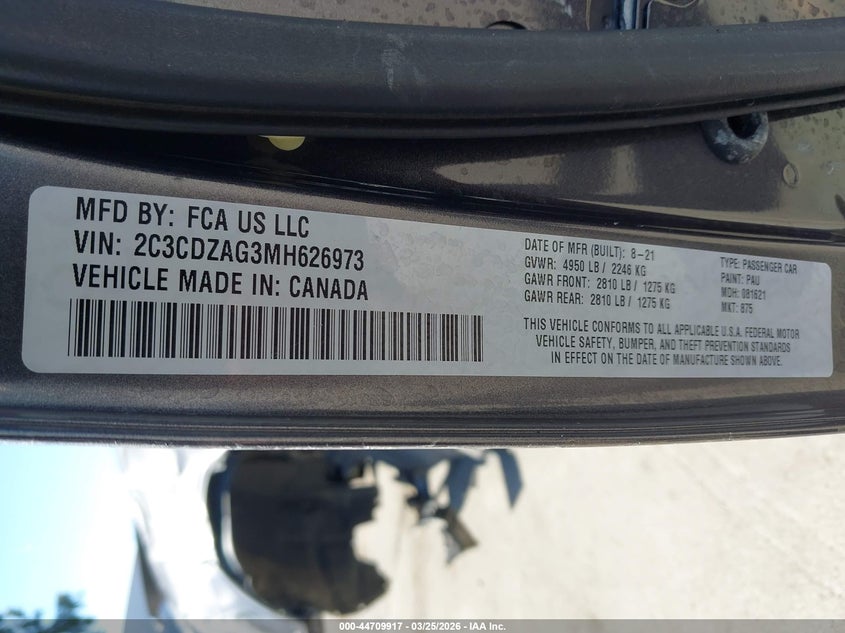 MFD BY: FCA US LLC
VIN: 2C3CDZAG3MH626973
VEHICLE MADE IN: CANADA
DATE OF MFR (BUILT): 8-21
GVWR: 4950 LB / 2246 KG
GAWR FRONT: 2810 LB / 1275 KG
GAWR REAR: 2810 LB / 1275 KG
TYPE: PASSENGER CAR
PAINT: PAU
MDH: 081621
MKT: 875
THIS VEHICLE CONFORMS TO ALL APPLICABLE U.S.A. FEDERAL MOTOR
VEHICLE SAFETY, BUMPER, AND THEFT PREVENTION STANDARDS
IN EFFECT ON THE DATE OF MANUFACTURE SHOWN ABOVE.
000-44709917 — 03/25/2026 — IAA Inc.